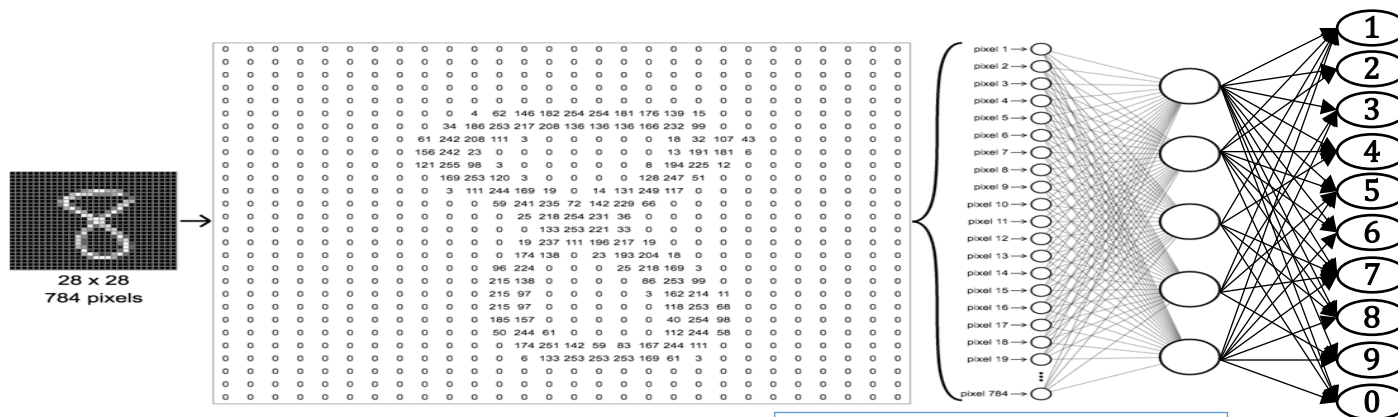 0 0 0 0 0 0 0 0 0 0 0 0 0 0 0 0 0 0 0 0 0 0 0 0 0 0 0 0
0 0 0 0 0 0 0 0 0 0 0 0 0 0 0 0 0 0 0 0 0 0 0 0 0 0 0 0
0 0 0 0 0 0 0 0 0 0 0 0 0 0 0 0 0 0 0 0 0 0 0 0 0 0 0 0
0 0 0 0 0 0 0 0 0 0 0 0 0 0 0 0 0 0 0 0 0 0 0 0 0 0 0 0
0 0 0 0 0 0 0 0 0 0 0 0 0 0 0 0 0 0 0 0 0 0 0 0 0 0 0 0
0 0 0 0 0 0 0 0 0 0 4 62 146 182 254 254 181 176 139 15 0 0 0 0 0 0 0 0
0 0 0 0 0 0 0 0 0 34 186 253 217 208 136 136 136 166 232 99 0 0 0 0 0 0 0 0
0 0 0 0 0 0 0 0 61 242 208 111 3 0 0 0 0 0 18 32 107 43 0 0 0 0 0 0
0 0 0 0 0 0 0 0 156 242 23 0 0 0 0 0 0 0 13 191 181 6 0 0 0 0 0 0
0 0 0 0 0 0 0 0 121 255 98 3 0 0 0 0 0 8 194 225 12 0 0 0 0 0 0 0
0 0 0 0 0 0 0 0 0 169 253 120 3 0 0 0 0 128 247 51 0 0 0 0 0 0 0 0
0 0 0 0 0 0 0 0 0 3 111 244 169 19 0 14 131 249 117 0 0 0 0 0 0 0 0 0
0 0 0 0 0 0 0 0 0 0 0 59 241 235 72 142 229 66 0 0 0 0 0 0 0 0 0 0
0 0 0 0 0 0 0 0 0 0 0 0 25 218 254 231 36 0 0 0 0 0 0 0 0 0 0 0
0 0 0 0 0 0 0 0 0 0 0 0 0 133 253 221 33 0 0 0 0 0 0 0 0 0 0 0
0 0 0 0 0 0 0 0 0 0 0 0 19 237 111 196 217 19 0 0 0 0 0 0 0 0 0 0
0 0 0 0 0 0 0 0 0 0 0 0 174 138 0 23 193 204 18 0 0 0 0 0 0 0 0 0
0 0 0 0 0 0 0 0 0 0 0 96 224 0 0 0 25 218 169 3 0 0 0 0 0 0 0 0
0 0 0 0 0 0 0 0 0 0 0 215 138 0 0 0 0 86 253 99 0 0 0 0 0 0 0 0
0 0 0 0 0 0 0 0 0 0 0 215 97 0 0 0 0 3 162 214 11 0 0 0 0 0 0 0
0 0 0 0 0 0 0 0 0 0 0 215 97 0 0 0 0 0 118 253 68 0 0 0 0 0 0 0
0 0 0 0 0 0 0 0 0 0 0 185 157 0 0 0 0 0 40 254 98 0 0 0 0 0 0 0
0 0 0 0 0 0 0 0 0 0 0 50 244 61 0 0 0 0 112 244 58 0 0 0 0 0 0 0
0 0 0 0 0 0 0 0 0 0 0 0 174 251 142 59 83 167 244 111 0 0 0 0 0 0 0 0
0 0 0 0 0 0 0 0 0 0 0 0 6 133 253 253 253 169 61 3 0 0 0 0 0 0 0 0
0 0 0 0 0 0 0 0 0 0 0 0 0 0 0 0 0 0 0 0 0 0 0 0 0 0 0 0
0 0 0 0 0 0 0 0 0 0 0 0 0 0 0 0 0 0 0 0 0 0 0 0 0 0 0 0
0 0 0 0 0 0 0 0 0 0 0 0 0 0 0 0 0 0 0 0 0 0 0 0 0 0 0 0
28 x 28
784 pixels
pixel 1
pixel 2
pixel 3
pixel 4
pixel 5
pixel 6
pixel 7
pixel 8
pixel 9
pixel 10
pixel 11
pixel 12
pixel 13
pixel 14
pixel 15
pixel 16
pixel 17
pixel 18
pixel 19
pixel 784
1
2
3
4
5
6
7
8
9
0